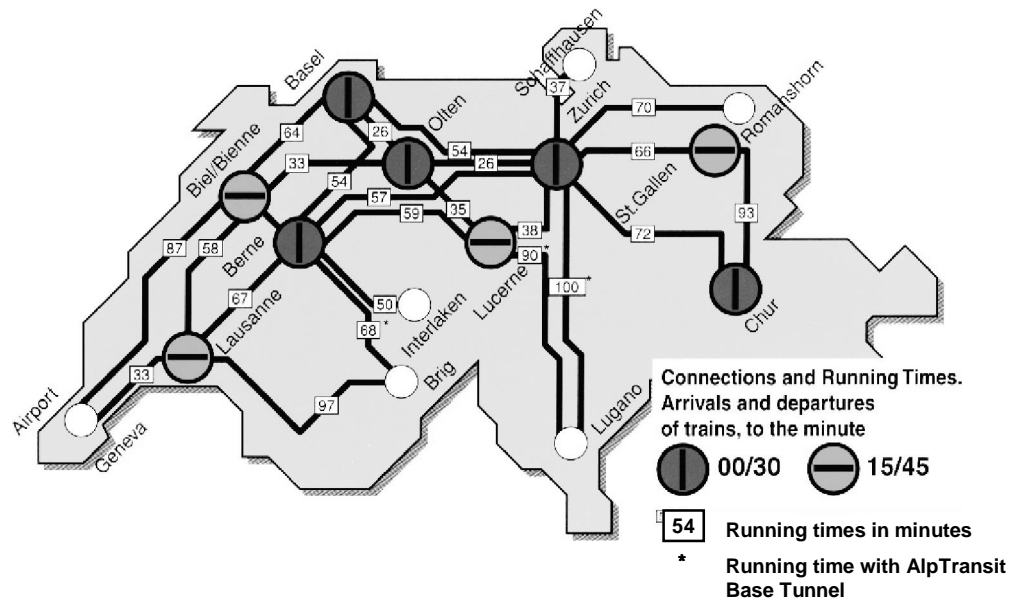 Schaffhausen
Basel
37
Zurich
Olten
26
70
Romanshorn
64
Biel/Bienne
33
54
26
66
54
57
St.Gallen
59
35
93
38
72
87
58
Berne
90*
Lucerne
67
50
100*
Lausanne
Interlaken
68*
Chur
33
Brig
97
Airport
Geneva
Lugano
Connections and Running Times.
Arrivals and departures
of trains, to the minute
00/30
15/45
54
Running times in minutes
*
Running time with AlpTransit
Base Tunnel